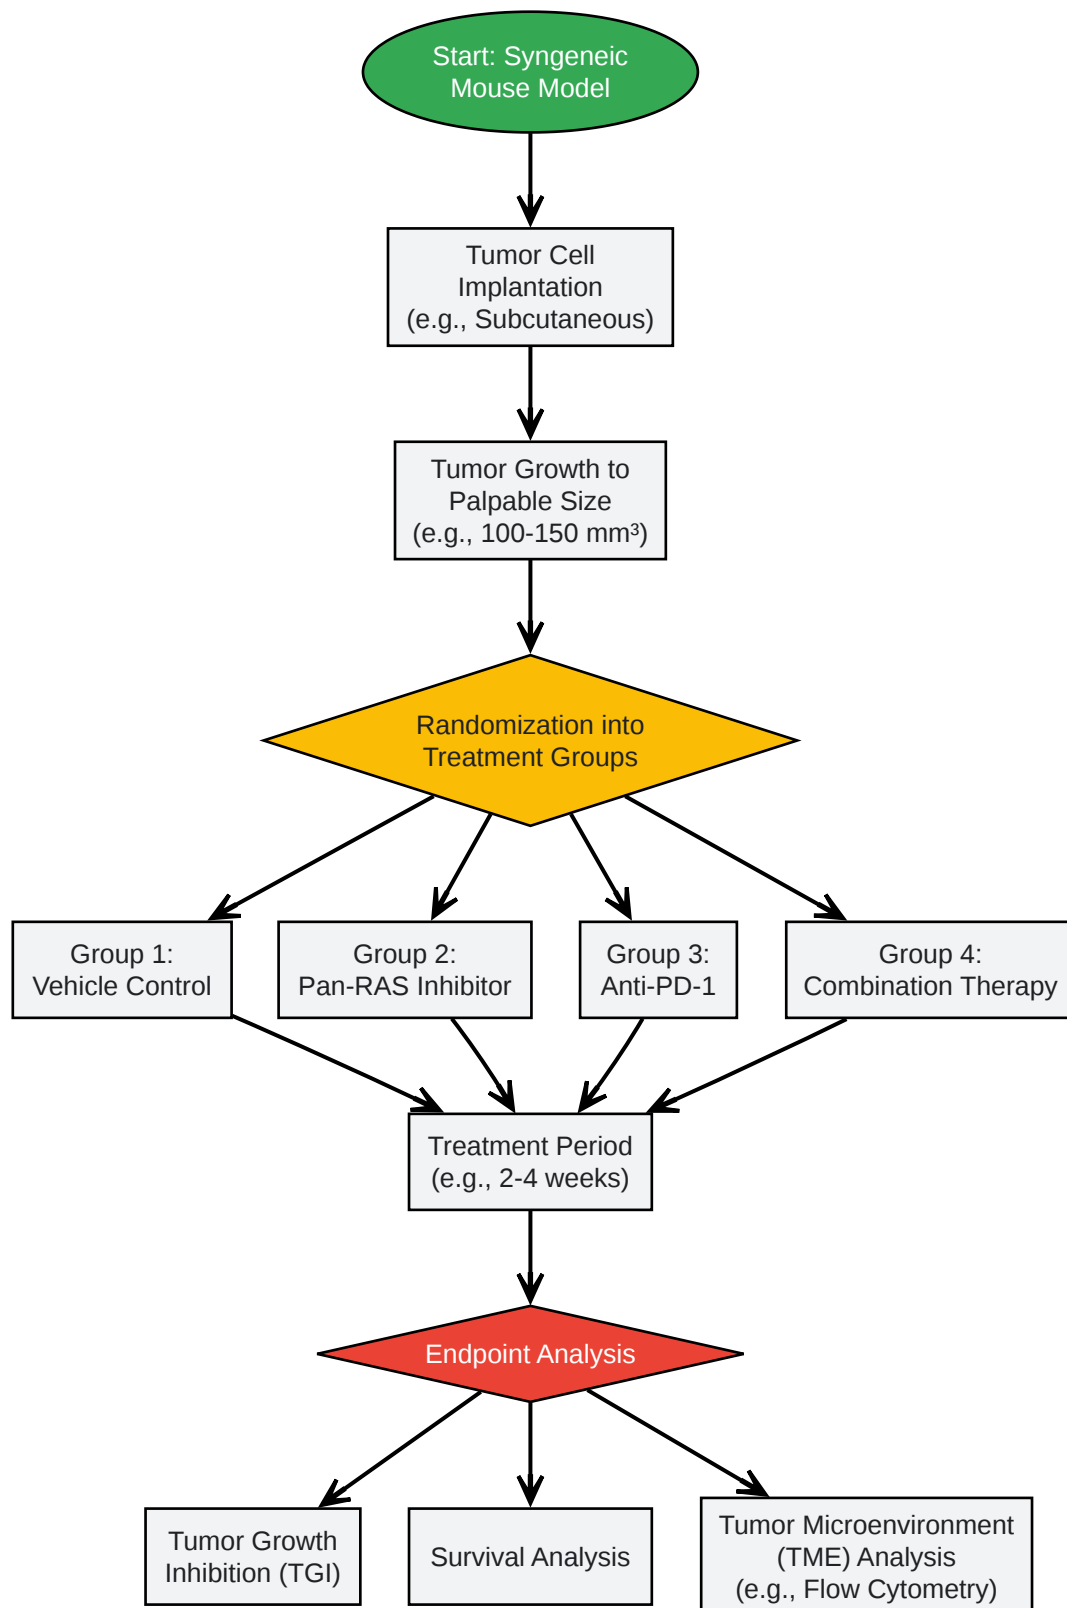 Start: Syngeneic
Mouse Model
Tumor Cell
Implantation
(e.g., Subcutaneous)
Tumor Growth to
Palpable Size
(e.g., 100-150 mm³)
Randomization into
Treatment Groups
Group 1:
Vehicle Control
Group 2:
Pan-RAS Inhibitor
Group 3:
Anti-PD-1
Group 4:
Combination Therapy
Treatment Period
(e.g., 2-4 weeks)
Endpoint Analysis
Tumor Growth
Inhibition (TGI)
Survival Analysis
Tumor Microenvironment
(TME) Analysis
(e.g., Flow Cytometry)